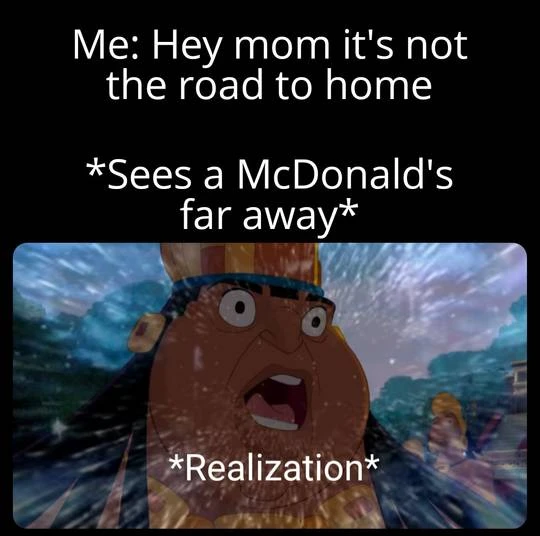 Me: Hey mom it's not
the road to home
*Sees a McDonald's
far away*
*Realization*